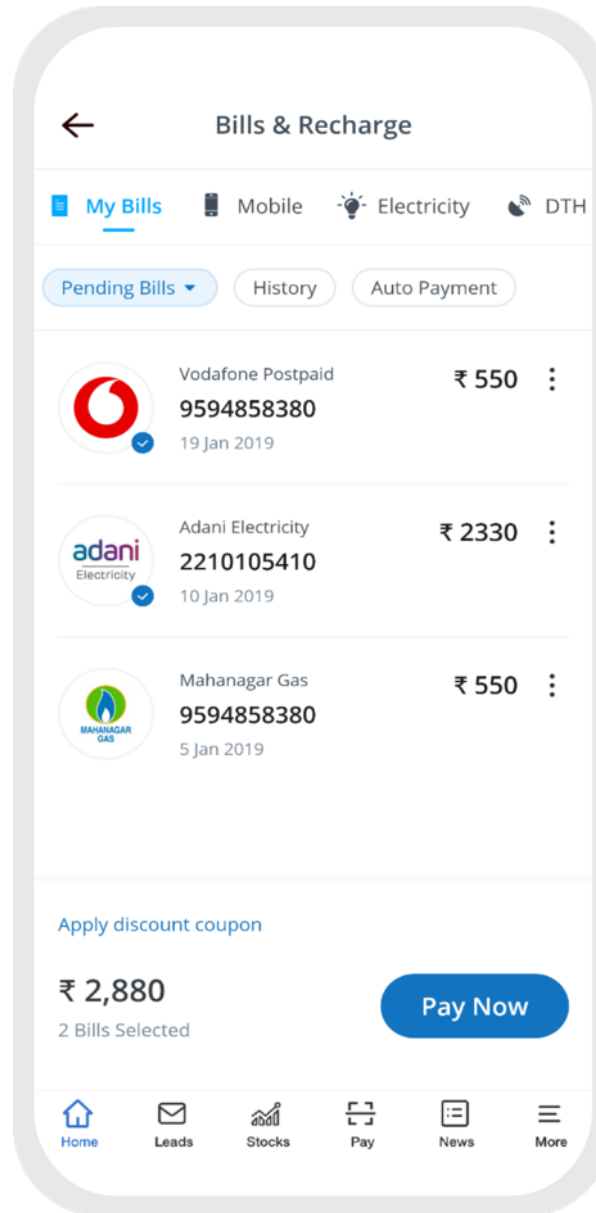 Bills & Recharge
My Bills Mobile Electricity DTH
Pending Bills History Auto Payment
Vodafone Postpaid ₹ 550
9594858380
19 Jan 2019
adani
Electricity
Adani Electricity ₹ 2330
2210105410
10 Jan 2019
MAHANAGAR
GAS
Mahanagar Gas ₹ 550
9594858380
5 Jan 2019
Apply discount coupon
₹ 2,880
2 Bills Selected
Pay Now
Home Leads Stocks Pay News More